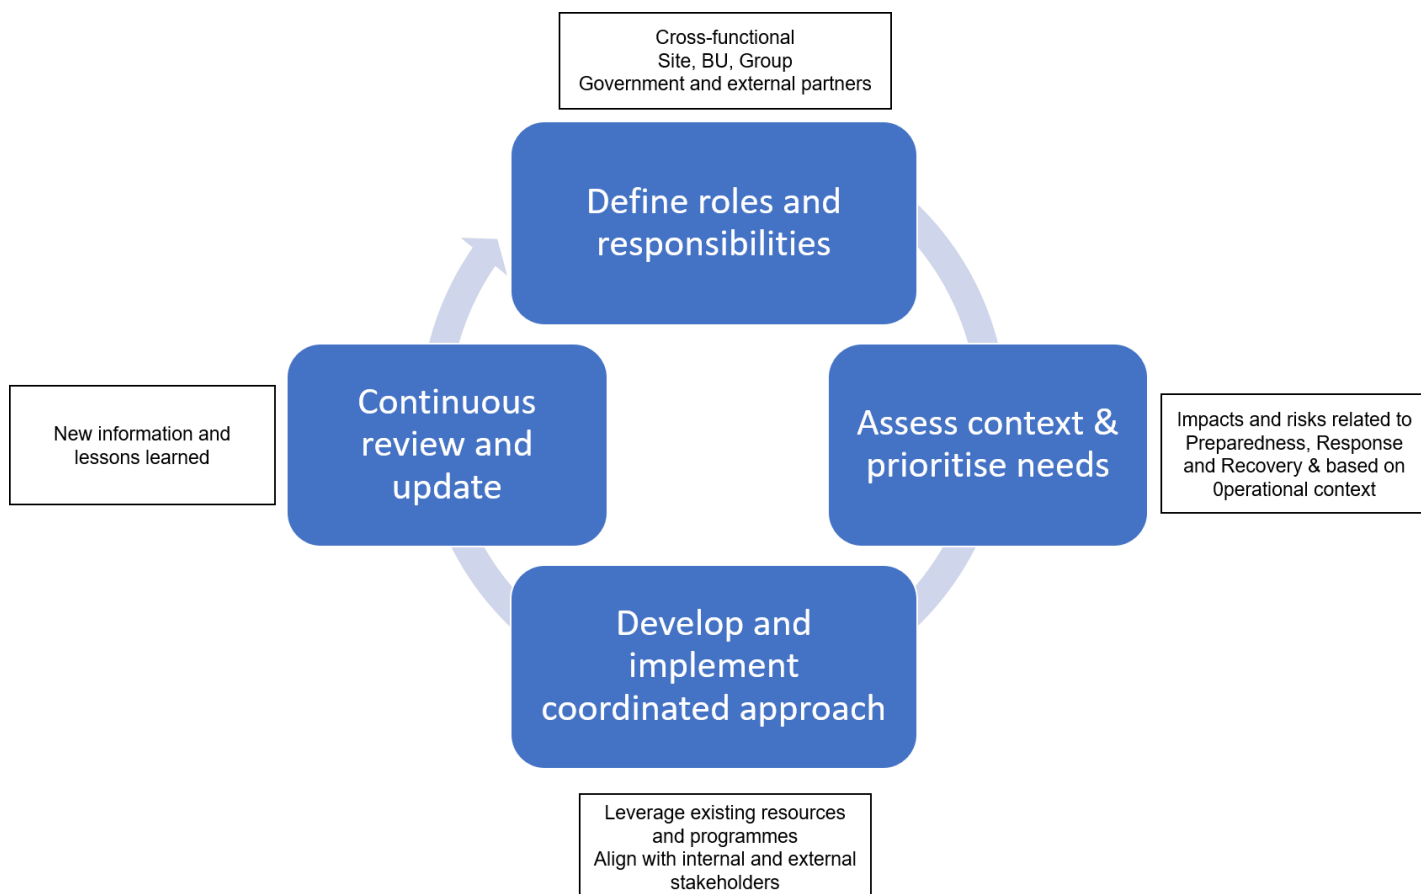 Cross-functional
Site, BU, Group
Government and external partners
Define roles and
responsibilities
Continuous
review and
update
New information and
lessons learned
Assess context &
prioritise needs
Impacts and risks related to
Preparedness, Response
and Recovery & based on
0perational context
Develop and
implement
coordinated approach
Leverage existing resources
and programmes
Align with internal and external
stakeholders